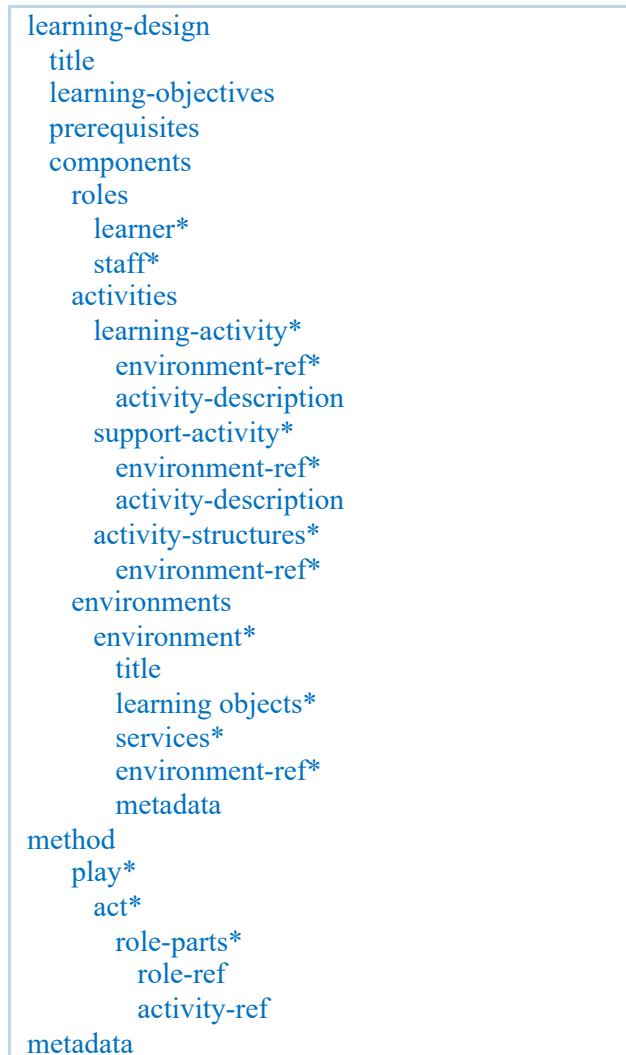 learning-design
title
learning-objectives
prerequisites
components
roles
learner*
staff*
activities
learning-activity*
environment-ref*
activity-description
support-activity*
environment-ref*
activity-description
activity-structures*
environment-ref*
environments
environment*
title
learning objects*
services*
environment-ref*
metadata
method
play*
act*
role-parts*
role-ref
activity-ref
metadata